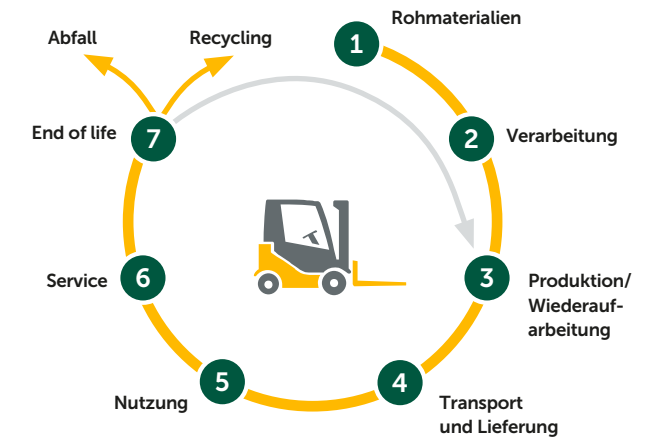 Abfall
Recycling
1
Rohmaterialien
2
Verarbeitung
3
Produktion/
Wiederauf-
arbeitung
4
Transport
und Lieferung
5
Nutzung
6
Service
7
End of life